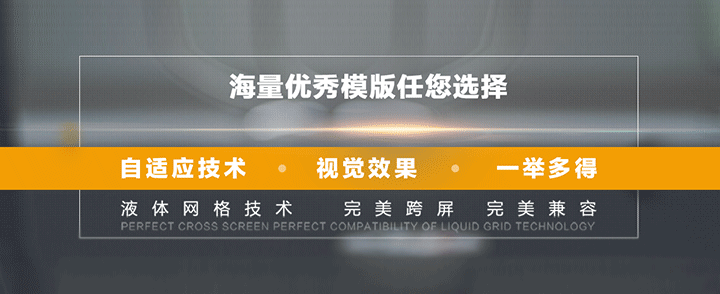 海量优秀模版任您选择
自适应技术 • 视觉效果 • 一举多得
液体网格技术 完美跨屏 完美兼容
PERFECT CROSS SCREEN PERFECT COMPATIBILITY OF LIQUID GRID TECHNOLOGY